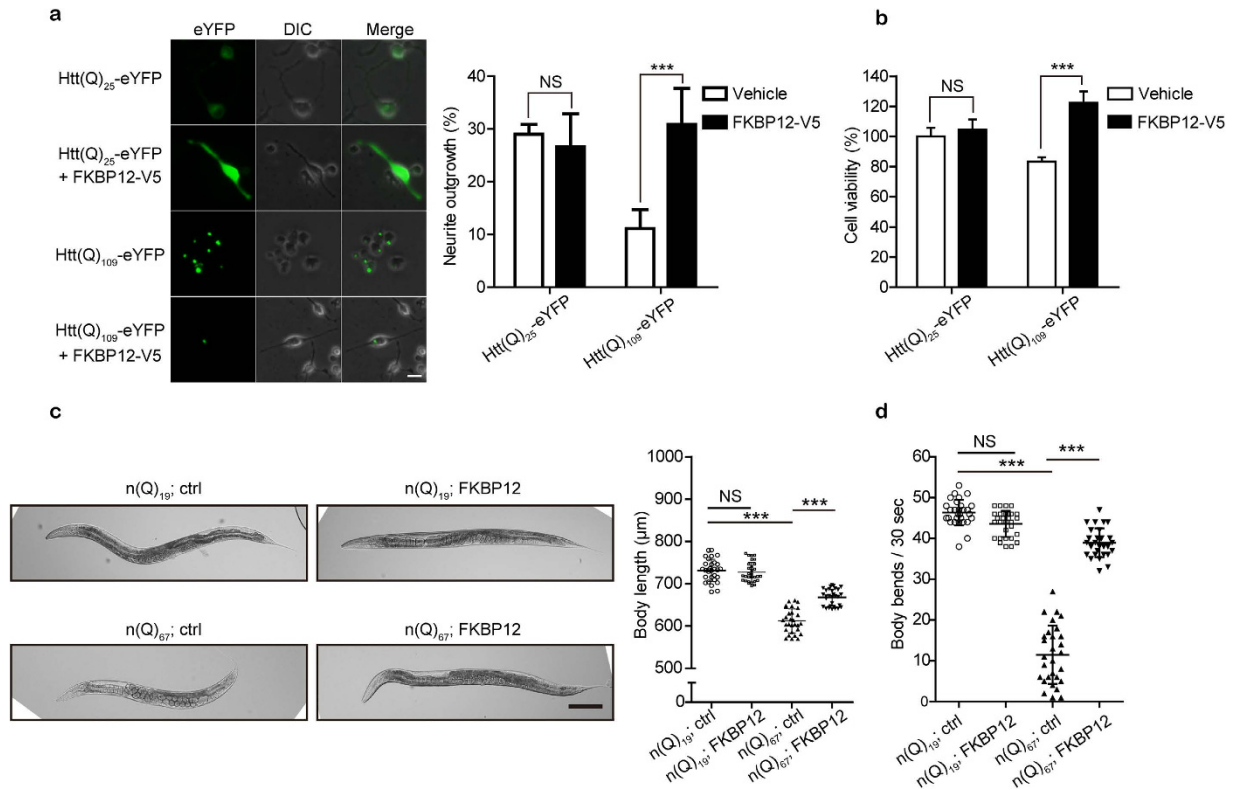 a
eYFP DIC Merge
Htt(Q)25-eYFP
Htt(Q)25-eYFP
+ FKBP12-V5
Htt(Q)109-eYFP
Htt(Q)109-eYFP
+ FKBP12-V5
Neurite outgrowth (%)
40
30
20
10
0
NS
***
Vehicle
FKBP12-V5
Htt(Q)25-eYFP
Htt(Q)109-eYFP
b
Cell viability (%)
140
120
100
80
60
40
20
0
NS
***
Vehicle
FKBP12-V5
Htt(Q)25-eYFP
Htt(Q)109-eYFP
c
n(Q)19; ctrl
n(Q)19; FKBP12
n(Q)67; ctrl
n(Q)67; FKBP12
Body length (µm)
1000
900
800
700
600
500
0
NS
***
***
n(Q)19; ctrl
n(Q)19; FKBP12
n(Q)67; ctrl
n(Q)67; FKBP12
d
Body bends / 30 sec
60
50
40
30
20
10
0
NS
***
***
n(Q)19; ctrl
n(Q)19; FKBP12
n(Q)67; ctrl
n(Q)67; FKBP12